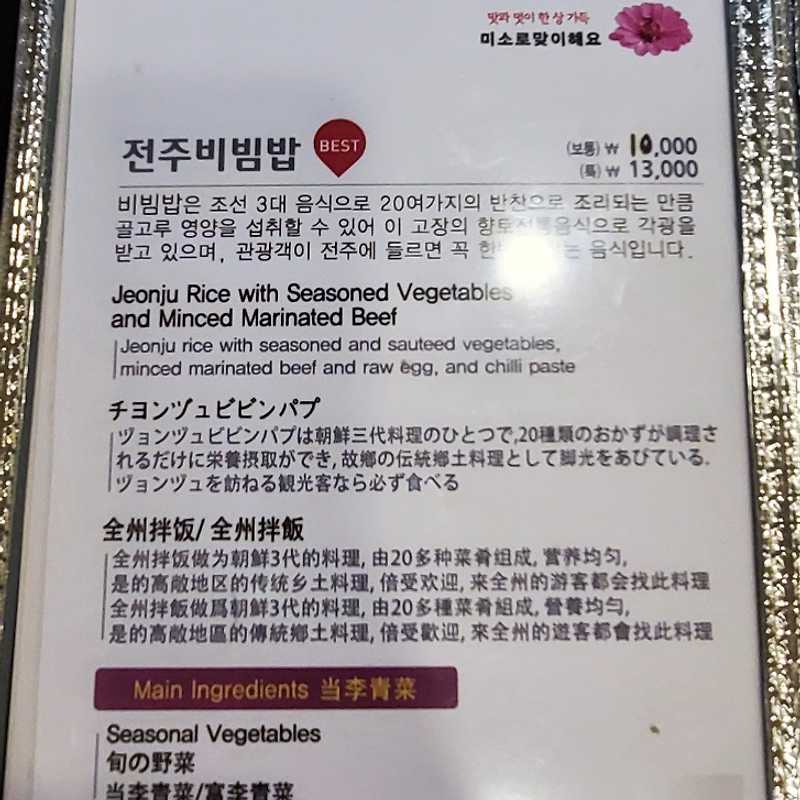 맛과 멋이 한 상 가득
미소로맞이해요
전주비빔밥 BEST (보통) ₩ 10,000
(특) ₩ 13,000
비빔밥은 조선 3대 음식으로 20여가지의 반찬으로 조리되는 만큼
골고루 영양을 섭취할 수 있어 이 고장의 향토전통음식으로 각광을
받고 있으며, 관광객이 전주에 들르면 꼭 음식입니다.
Jeonju Rice with Seasoned Vegetables
and Minced Marinated Beef
Jeonju rice with seasoned and sauteed vegetables,
minced marinated beef and raw egg, and chilli paste
チヨンヅュビビンパプ
ヅョンヅュビビンパプは朝鮮三代料理のひとつで,20種類のおかずが調理さ
れるだけに栄養摂取ができ, 故郷の伝統郷土料理として脚光をあびている.
ヅョンヅュを訪ねる観光客なら必ず食べる
全州拌饭/ 全州拌飯
全州拌饭做为朝鮮3代的料理, 由20多种菜肴组成, 营养均匀,
是的高敞地区的传统乡土料理, 倍受欢迎, 来全州的游客都会找此料理
全州拌飯做爲朝鮮3代的料理, 由20多種菜肴組成, 營養均勻,
是的高敞地區的傳統鄉土料理, 倍受歡迎, 來全州的遊客都會找此料理
Main Ingredients 当季青菜
Seasonal Vegetables
旬の野菜